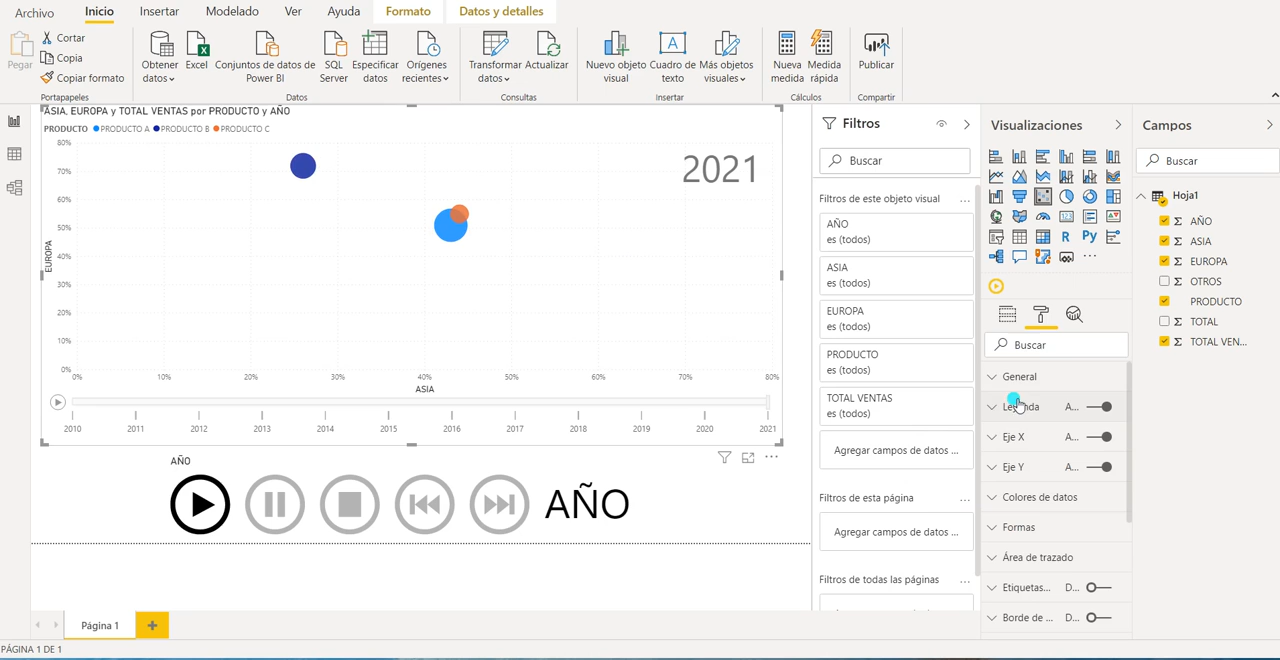 Archivo Inicio Insertar Modelado Ver Ayuda Formato Datos y detalles
Pegar
Cortar
Copia
Copiar formato
Portapapeles
Obtener datos
Excel
Conjuntos de datos de Power BI
SQL Server
Especificar datos
Orígenes recientes
Datos
Transformar datos
Actualizar
Consultas
Nuevo objeto visual
Cuadro de texto
Más objetos visuales
Insertar
Nueva medida
Medida rápida
Cálculos
Publicar
Compartir
ASIA, EUROPA y TOTAL VENTAS por PRODUCTO y AÑO
PRODUCTO PRODUCTO A PRODUCTO B PRODUCTO C
2021
80%
70%
60%
50%
40%
30%
20%
10%
0%
EUROPA
0% 10% 20% 30% 40% 50% 60% 70% 80%
ASIA
2010 2011 2012 2013 2014 2015 2016 2017 2018 2019 2020 2021
AÑO
AÑO
Filtros
Buscar
Filtros de este objeto visual ...
AÑO
es (todos)
ASIA
es (todos)
EUROPA
es (todos)
PRODUCTO
es (todos)
TOTAL VENTAS
es (todos)
Agregar campos de datos ...
Filtros de esta página ...
Agregar campos de datos ...
Filtros de todas las páginas ...
Visualizaciones
R Py
Buscar
General
Leyenda A...
Eje X A...
Eje Y A...
Colores de datos
Formas
Área de trazado
Etiquetas... D...
Borde de ... D...
Campos
Buscar
Hoja1
AÑO
ASIA
EUROPA
OTROS
PRODUCTO
TOTAL
TOTAL VEN...
Página 1
PÁGINA 1 DE 1